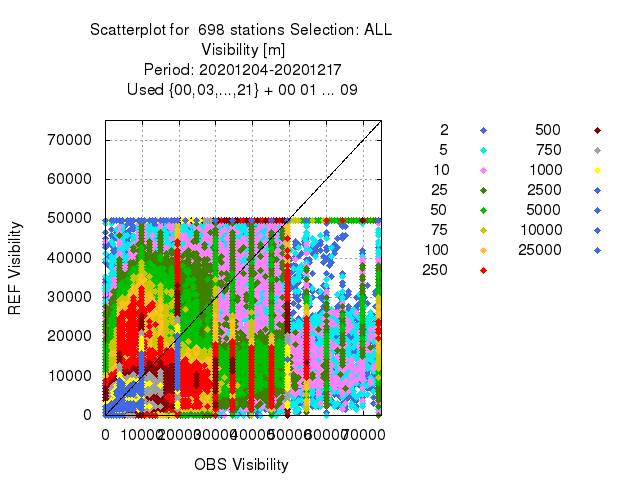 Scatterplot for 698 stations Selection: ALL
Visibility [m]
Period: 20201204-20201217
Used {00,03,...,21} + 00 01 ... 09
70000
60000
50000
40000
30000
20000
10000
0
REF Visibility
0 10000 20000 30000 40000 50000 60000 70000
OBS Visibility
2 500
5 750
10 1000
25 2500
50 5000
75 10000
100 25000
250